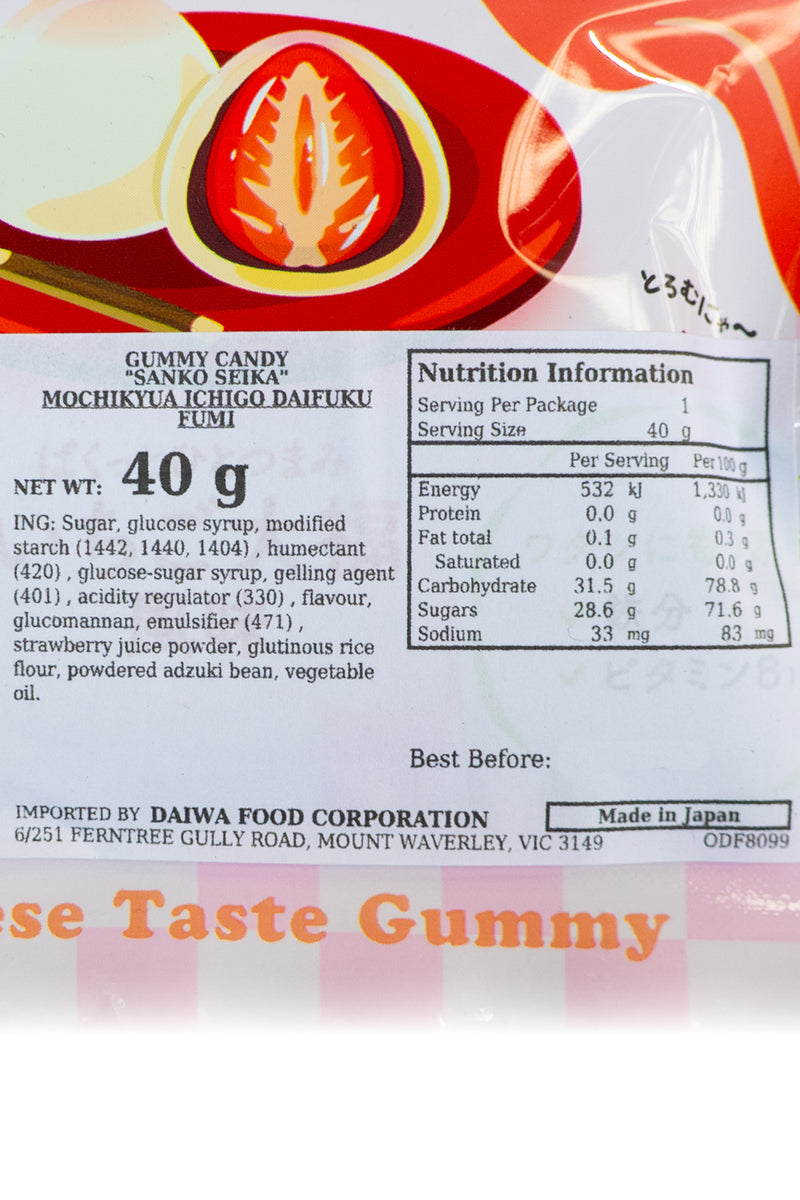 とろむにゃ〜
GUMMY CANDY
"SANKO SEIKA"
MOCHIKYUA ICHIGO DAIFUKU
FUMI
NET WT: 40 g
ING: Sugar, glucose syrup, modified
starch (1442, 1440, 1404) , humectant
(420) , glucose-sugar syrup, gelling agent
(401) , acidity regulator (330) , flavour,
glucomannan, emulsifier (471) ,
strawberry juice powder, glutinous rice
flour, powdered adzuki bean, vegetable
oil.
Nutrition Information
Serving Per Package 1
Serving Size 40 g
Per Serving Per 100 g
Energy 532 kJ 1,330 kJ
Protein 0.0 g 0.0 g
Fat total 0.1 g 0.3 g
Saturated 0.0 g 0.0 g
Carbohydrate 31.5 g 78.8 g
Sugars 28.6 g 71.6 g
Sodium 33 mg 83 mg
ビタミンB1
Best Before:
IMPORTED BY DAIWA FOOD CORPORATION
6/251 FERNTREE GULLY ROAD, MOUNT WAVERLEY, VIC 3149
Made in Japan
ODF8099
ese Taste Gummy